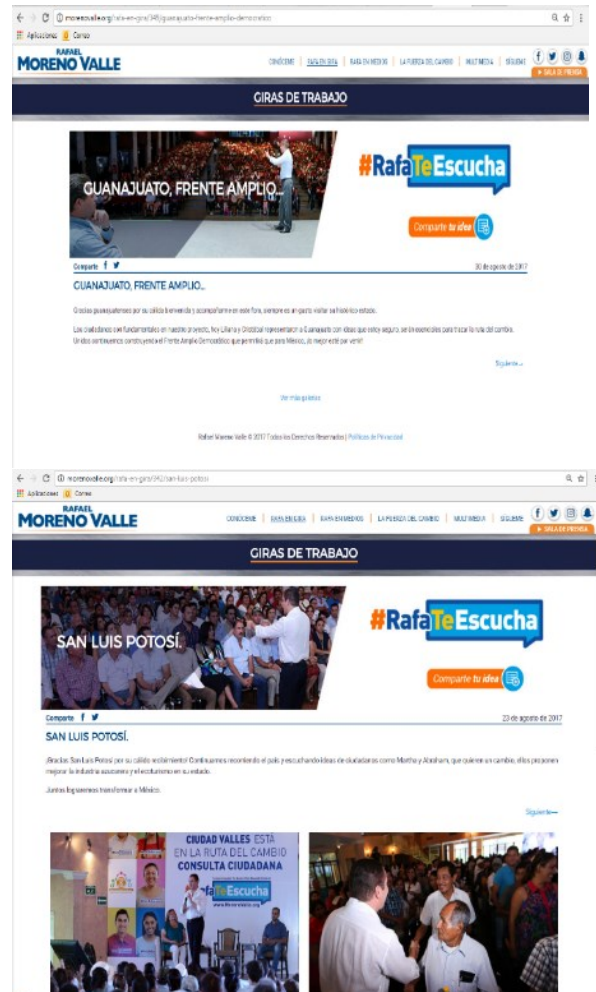 morenovalle.org/rafa-en-gira/395/guanajuato-frente-amplio-democratico
Aplicaciones Correo
RAFAEL
MORENO VALLE
CONÓCEME | RAFA EN GIRA | RAFA EN MEDIOS | LA FUERZA DEL CAMBIO | MULTIMEDIA | SÍGUEME
SALA DE PRENSA
GIRAS DE TRABAJO
GUANAJUATO, FRENTE AMPLIO...
#RafaTeEscucha
Comparte tu idea
Comparte
30 de agosto de 2017
GUANAJUATO, FRENTE AMPLIO...
Gracias guanajuatenses por su cálida bienvenida y acompañarme en este foro, siempre es un gusto visitar su histórico estado.
Los ciudadanos son fundamentales en nuestro proyecto, hoy Liliana y Cristóbal representaron a Guanajuato con ideas que estoy seguro, serán esenciales para trazar la ruta del cambio.
Unidos continuemos construyendo el Frente Amplio Democrático que permitirá que para México, ¡lo mejor esté por venir!
Siguiente
Ver más galerías
Rafael Moreno Valle © 2017 Todos los Derechos Reservados | Políticas de Privacidad
morenovalle.org/rafa-en-gira/392/san-luis-potosi
Aplicaciones Correo
RAFAEL
MORENO VALLE
CONÓCEME | RAFA EN GIRA | RAFA EN MEDIOS | LA FUERZA DEL CAMBIO | MULTIMEDIA | SÍGUEME
SALA DE PRENSA
GIRAS DE TRABAJO
SAN LUIS POTOSÍ.
#RafaTeEscucha
Comparte tu idea
Comparte
23 de agosto de 2017
SAN LUIS POTOSÍ.
¡Gracias San Luis Potosí por su cálido recibimiento! Continuamos recorriendo el país y escuchando ideas de ciudadanos como Martha y Abraham, que quieren un cambio, ellos proponen
mejorar la industria azucarera y el ecoturismo en su estado.
Juntos lograremos transformar a México.
Siguiente
CIUDAD VALLES ESTÁ
EN LA RUTA DEL CAMBIO
CONSULTA CIUDADANA
RafaTeEscucha
www.MorenoValle.org